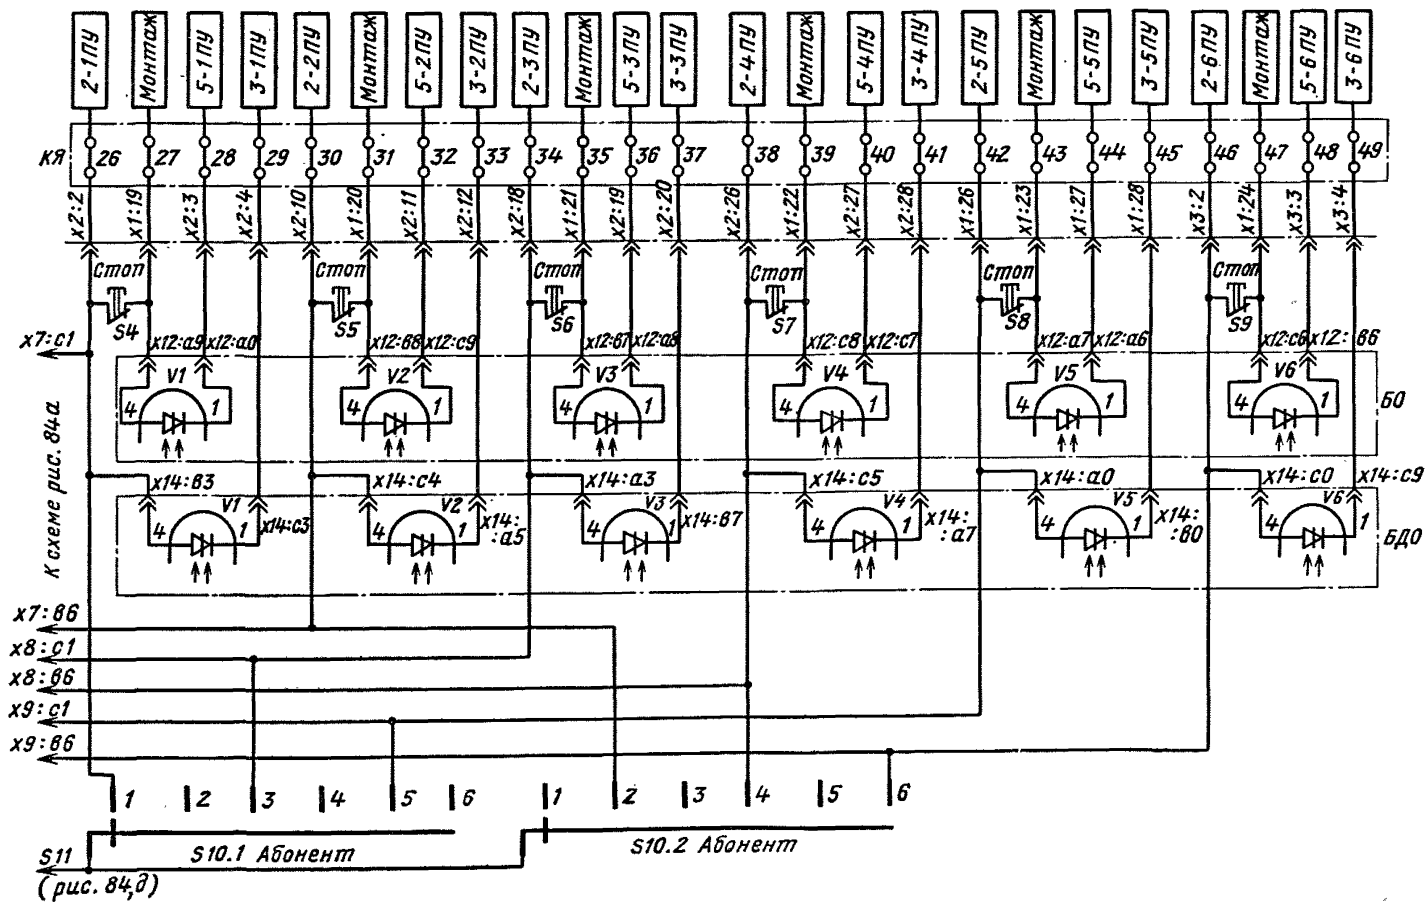 2-1ПУ Монтаж 5-1ПУ 3-1ПУ 2-2ПУ Монтаж 5-2ПУ 3-2ПУ 2-3ПУ Монтаж 5-3ПУ 3-3ПУ 2-4ПУ Монтаж 5-4ПУ 3-4ПУ 2-5ПУ Монтаж 5-5ПУ 3-5ПУ 2-6ПУ Монтаж 5-6ПУ 3-6ПУ
КЯ 26 27 28 29 30 31 32 33 34 35 36 37 38 39 40 41 42 43 44 45 46 47 48 49
х2:2 х1:19 х2:3 х2:4 х2:10 х1:20 х2:11 х2:12 х2:18 х1:21 х2:19 х2:20 х2:26 х1:22 х2:27 х2:28 х1:26 х1:23 х1:27 х1:28 х3:2 х1:24 х3:3 х3:4
Стоп Стоп Стоп Стоп Стоп Стоп
S4 S5 S6 S7 S8 S9
х7:с1 х12:а9 х12:а0 х12:в8 х12:с9 х12:в7 х12:а8 х12:с8 х12:с7 х12:а7 х12:а6 х12:с6 х12:в6
V1 V2 V3 V4 V5 V6
4 1 4 1 4 1 4 1 4 1 4 1 БО
К схеме рис. 84а
х14:в3 х14:с4 х14:а3 х14:с5 х14:а0 х14:с0 х14:с9
V1 V2 V3 V4 V5 V6
4 1 х14:с3 4 1 х14: :а5 4 1 х14:в7 4 1 х14: :а7 4 1 х14: :в0 4 1 БДО
х7:в6
х8:с1
х8:в6
х9:с1
х9:в6
1 2 3 4 5 6 1 2 3 4 5 6
S10.1 Абонент S10.2 Абонент
S11
(рис. 84,д)